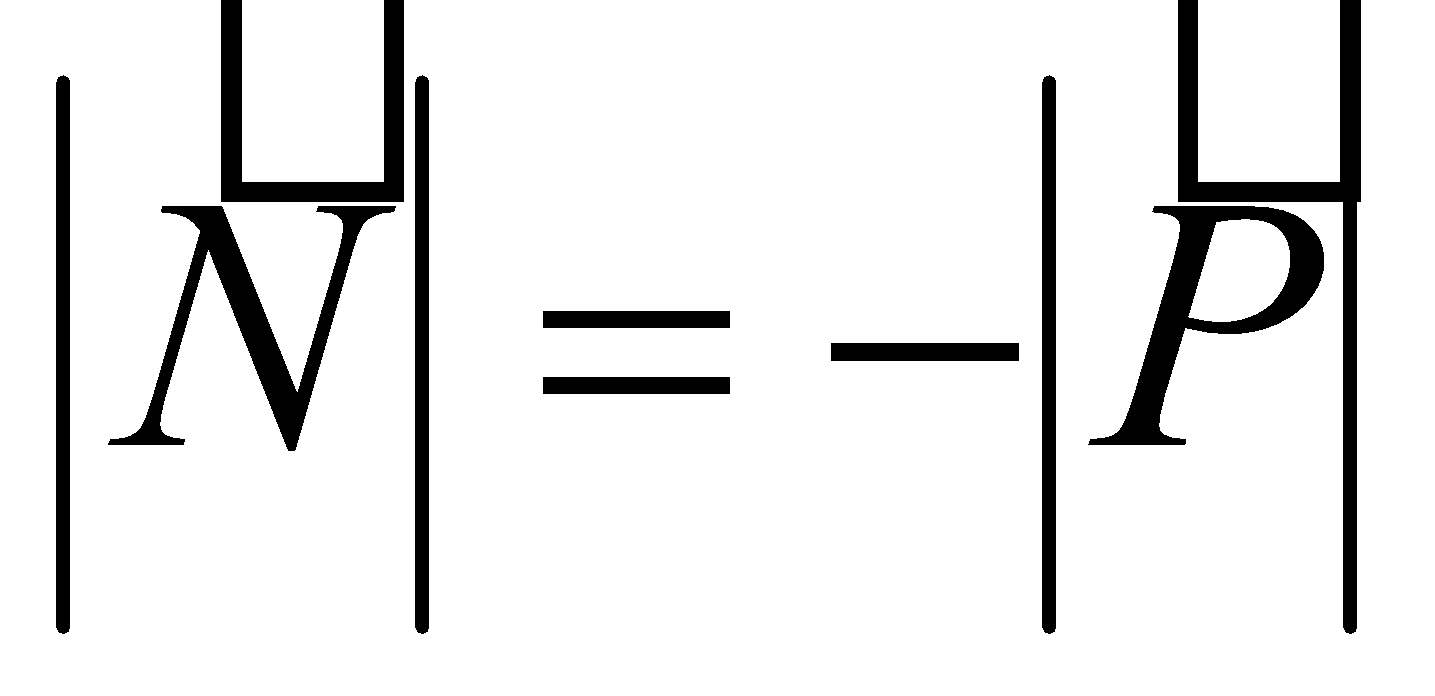 |N| = −|P|